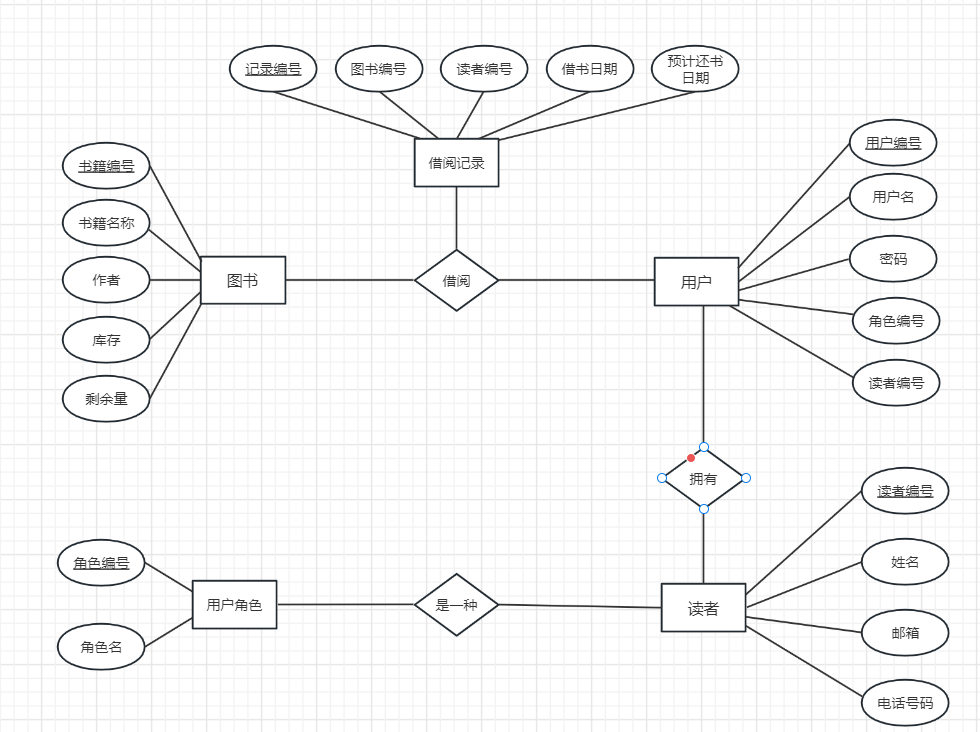 记录编号
图书编号
读者编号
借书日期
预计还书
日期
借阅记录
书籍编号
书籍名称
作者
库存
剩余量
图书
借阅
用户
用户编号
用户名
密码
角色编号
读者编号
拥有
角色编号
角色名
用户角色
是一种
读者
读者编号
姓名
邮箱
电话号码